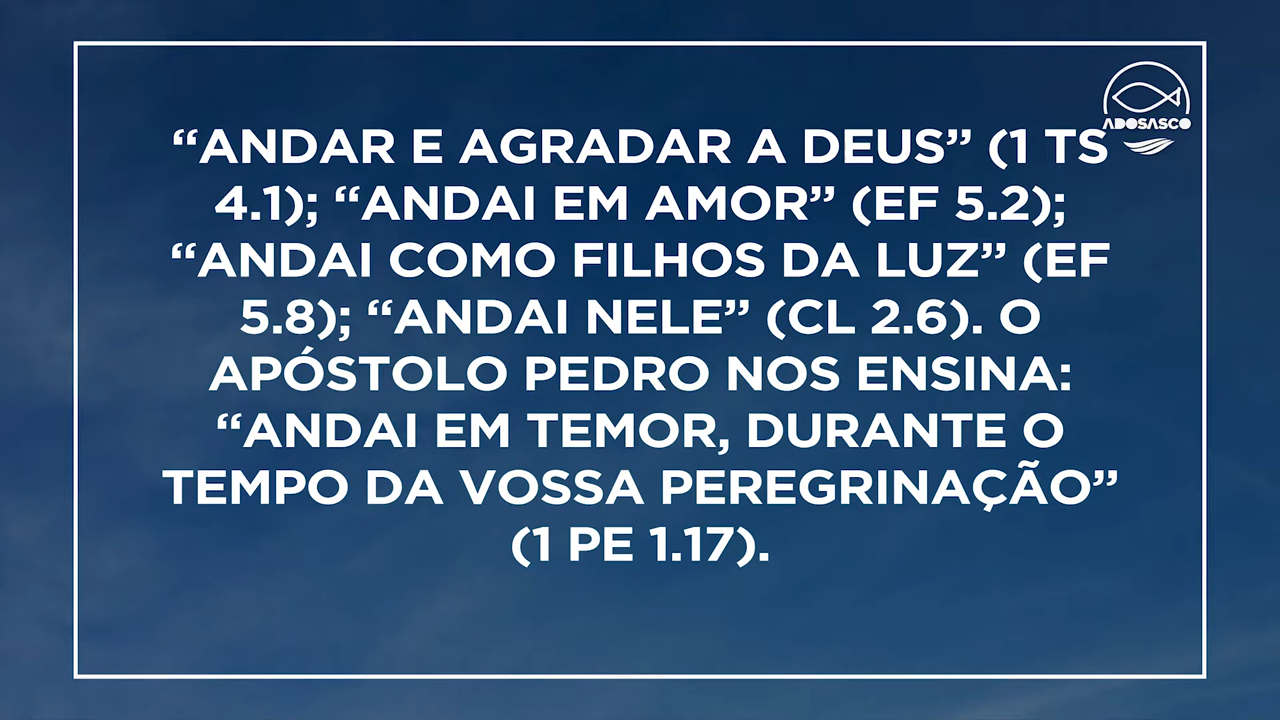 ADOSASCO
“ANDAR E AGRADAR A DEUS” (1 TS
4.1); “ANDAI EM AMOR” (EF 5.2);
“ANDAI COMO FILHOS DA LUZ” (EF
5.8); “ANDAI NELE” (CL 2.6). O
APÓSTOLO PEDRO NOS ENSINA:
“ANDAI EM TEMOR, DURANTE O
TEMPO DA VOSSA PEREGRINAÇÃO”
(1 PE 1.17).